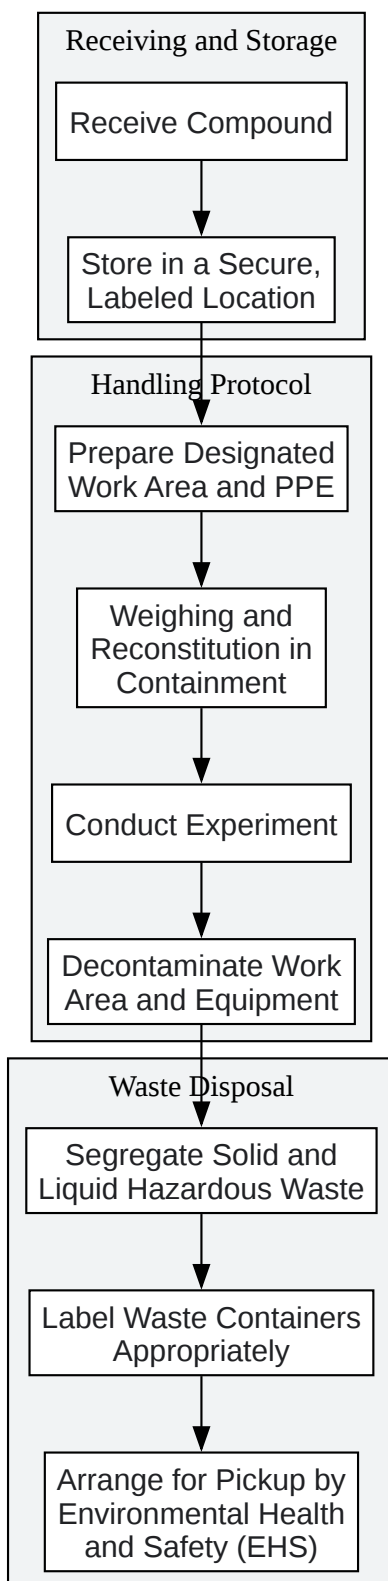 Receiving and Storage
Receive Compound
Store in a Secure,
Labeled Location
Handling Protocol
Prepare Designated
Work Area and PPE
Weighing and
Reconstitution in
Containment
Conduct Experiment
Decontaminate Work
Area and Equipment
Waste Disposal
Segregate Solid and
Liquid Hazardous Waste
Label Waste Containers
Appropriately
Arrange for Pickup by
Environmental Health
and Safety (EHS)